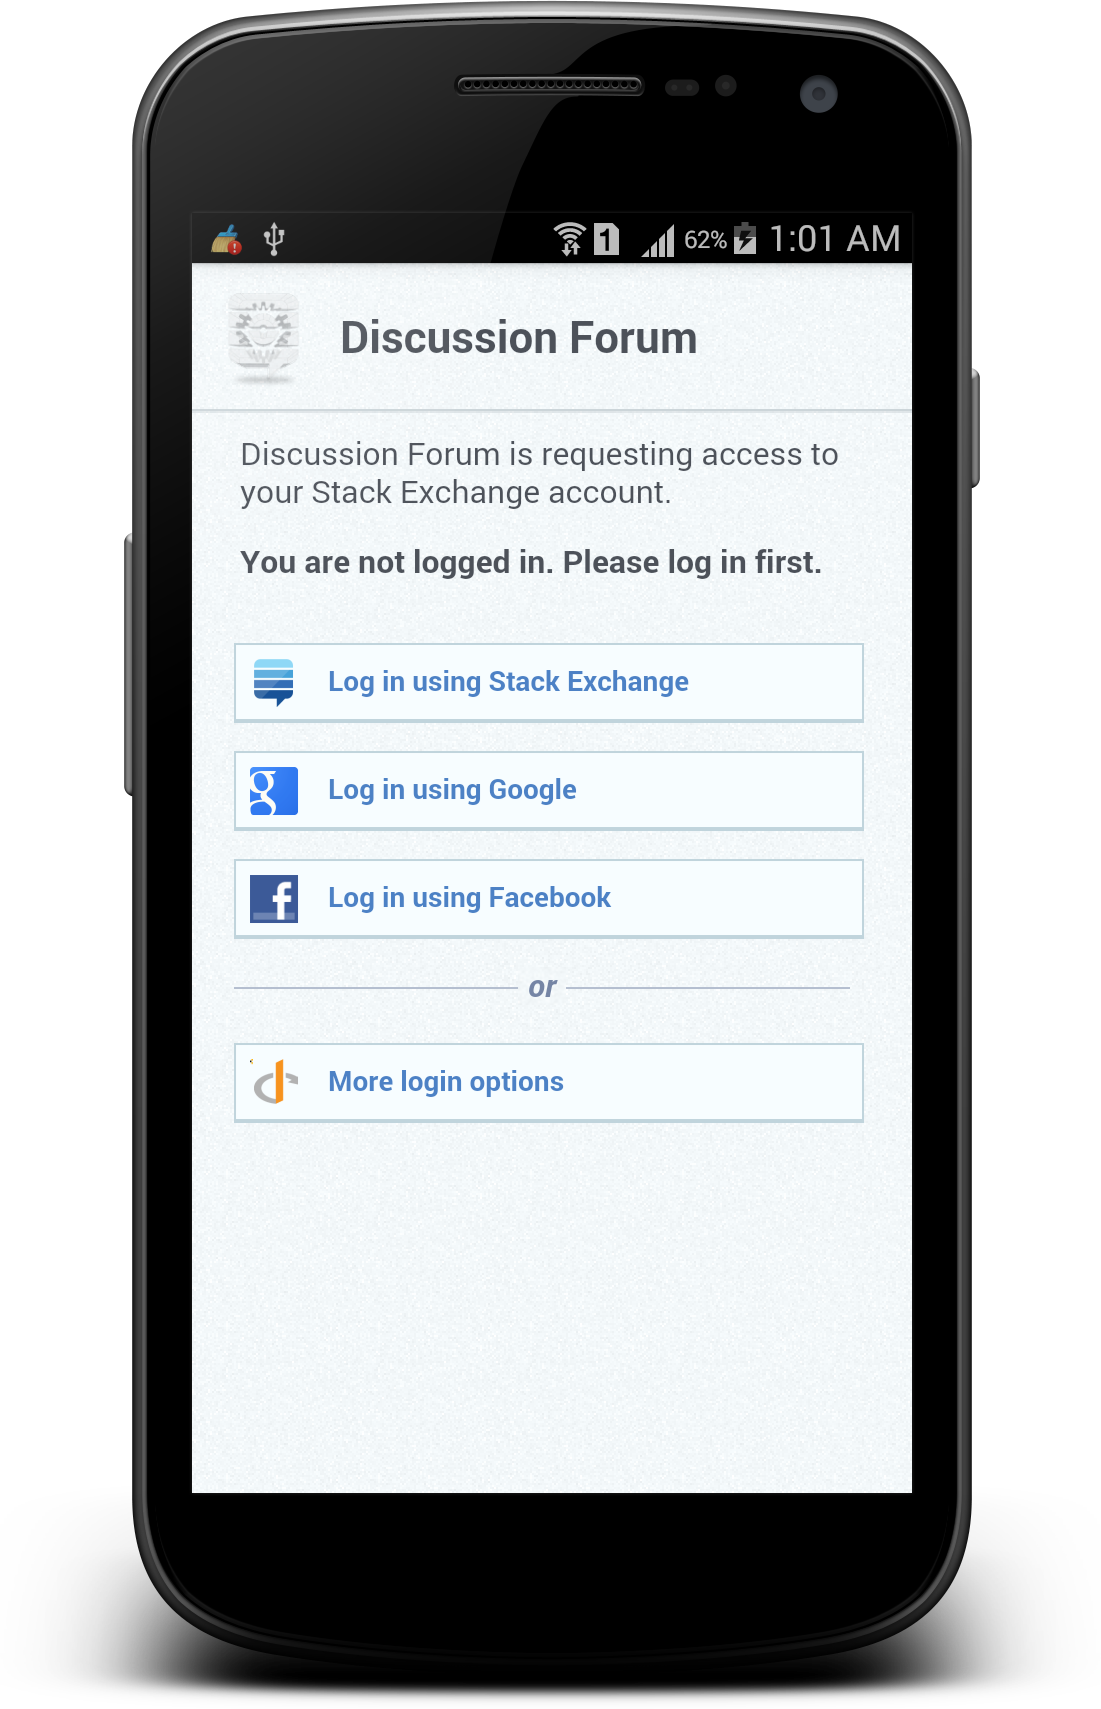 1 62% 1:01 AM
Discussion Forum
Discussion Forum is requesting access to
your Stack Exchange account.
You are not logged in. Please log in first.
Log in using Stack Exchange
Log in using Google
Log in using Facebook
or
More login options